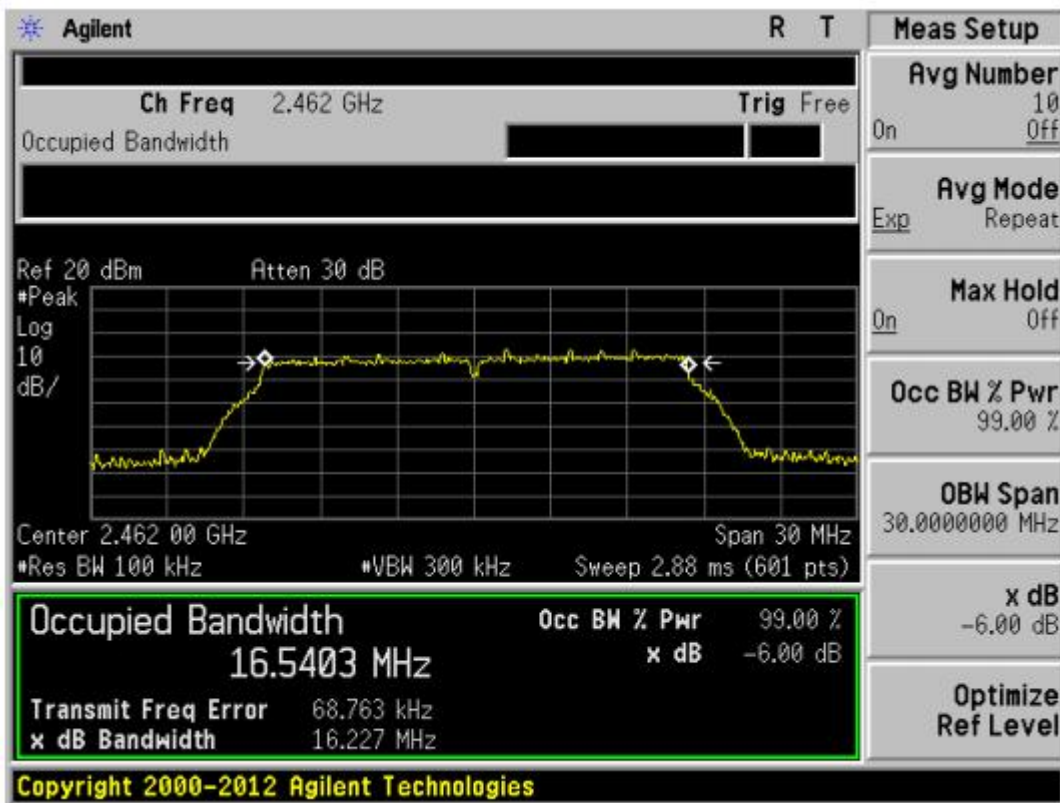 Agilent R T
Ch Freq 2.462 GHz Trig Free
Occupied Bandwidth
Ref 20 dBm Atten 30 dB
#Peak
Log
10
dB/
Center 2.462 00 GHz Span 30 MHz
#Res BW 100 kHz #VBW 300 kHz Sweep 2.88 ms (601 pts)
Occupied Bandwidth Occ BW % Pwr 99.00 %
16.5403 MHz x dB -6.00 dB
Transmit Freq Error 68.763 kHz
x dB Bandwidth 16.227 MHz
Copyright 2000-2012 Agilent Technologies
Meas Setup
Avg Number
10
On Off
Avg Mode
Exp Repeat
Max Hold
On Off
Occ BW % Pwr
99.00 %
OBW Span
30.0000000 MHz
x dB
-6.00 dB
Optimize
Ref Level